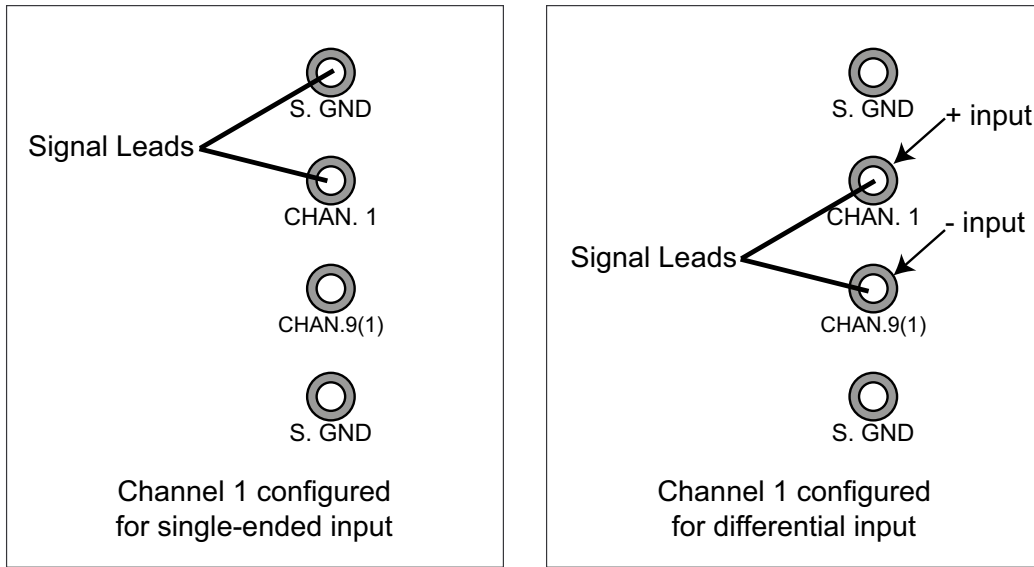 S. GND
Signal Leads
CHAN. 1
CHAN.9(1)
S. GND
Channel 1 configured
for single-ended input
S. GND
+ input
CHAN. 1
- input
Signal Leads
CHAN.9(1)
S. GND
Channel 1 configured
for differential input